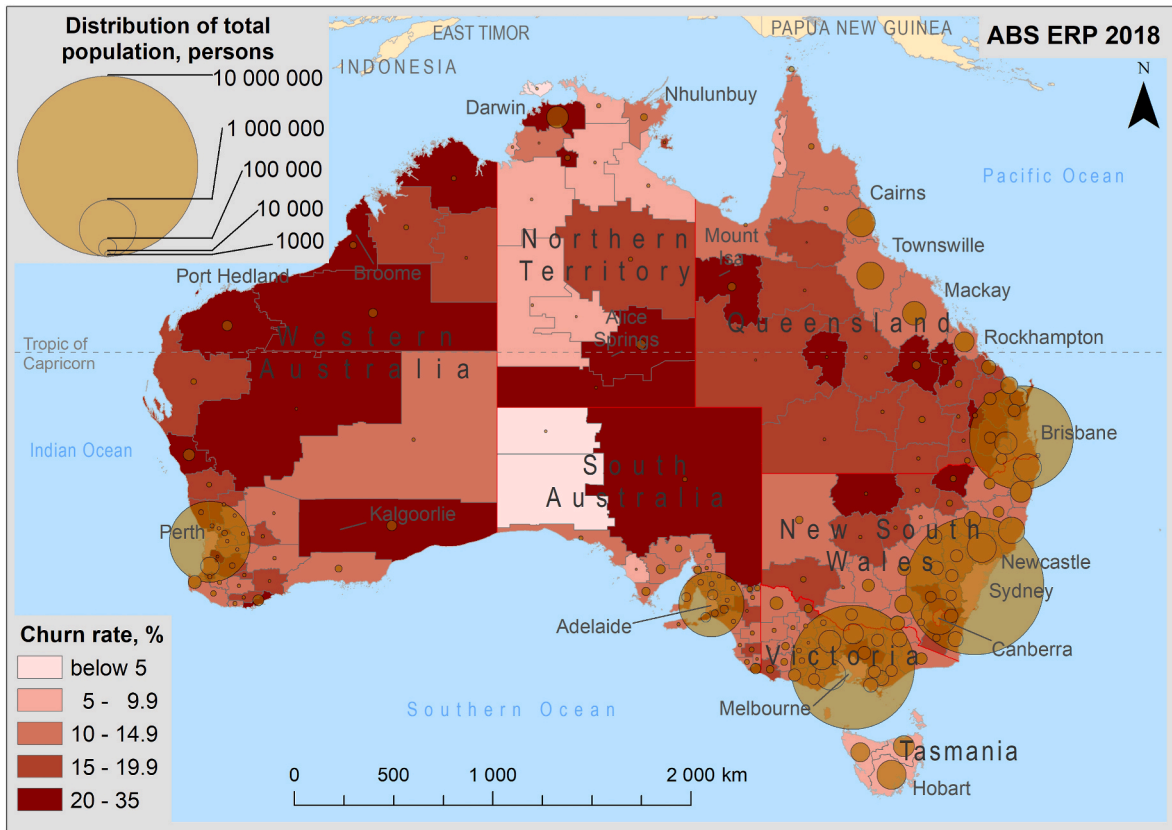 Distribution of total
population, persons
10 000 000
1 000 000
100 000
10 000
1000
EAST TIMOR
PAPUA NEW GUINEA
ABS ERP 2018
INDONESIA
N
Darwin
Nhulunbuy
Pacific Ocean
Cairns
Northern
Territory
Mount
Isa
Townswille
Port Hedland
Broome
Mackay
Western
Australia
Alice
Springs
Queensland
Rockhampton
Tropic of
Capricorn
Indian Ocean
Brisbane
South
Australia
Perth
Kalgoorlie
New South
Wales
Newcastle
Sydney
Adelaide
Canberra
Victoria
Melbourne
Southern Ocean
Tasmania
Hobart
Churn rate, %
below 5
5 - 9.9
10 - 14.9
15 - 19.9
20 - 35
0 500 1 000 2 000 km